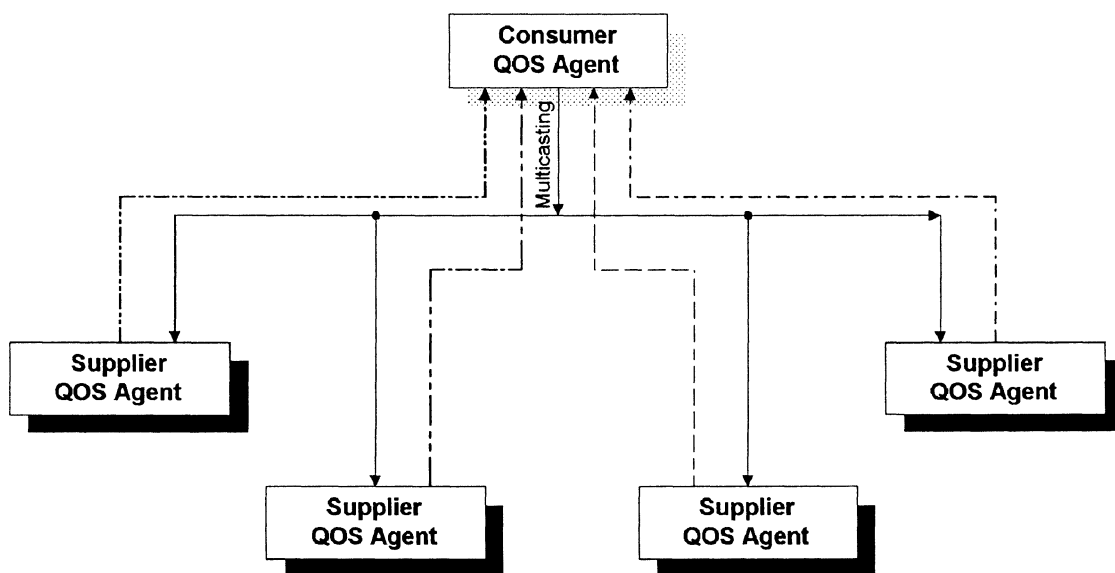 Consumer
QOS Agent
Multicasting
Supplier
QOS Agent
Supplier
QOS Agent
Supplier
QOS Agent
Supplier
QOS Agent